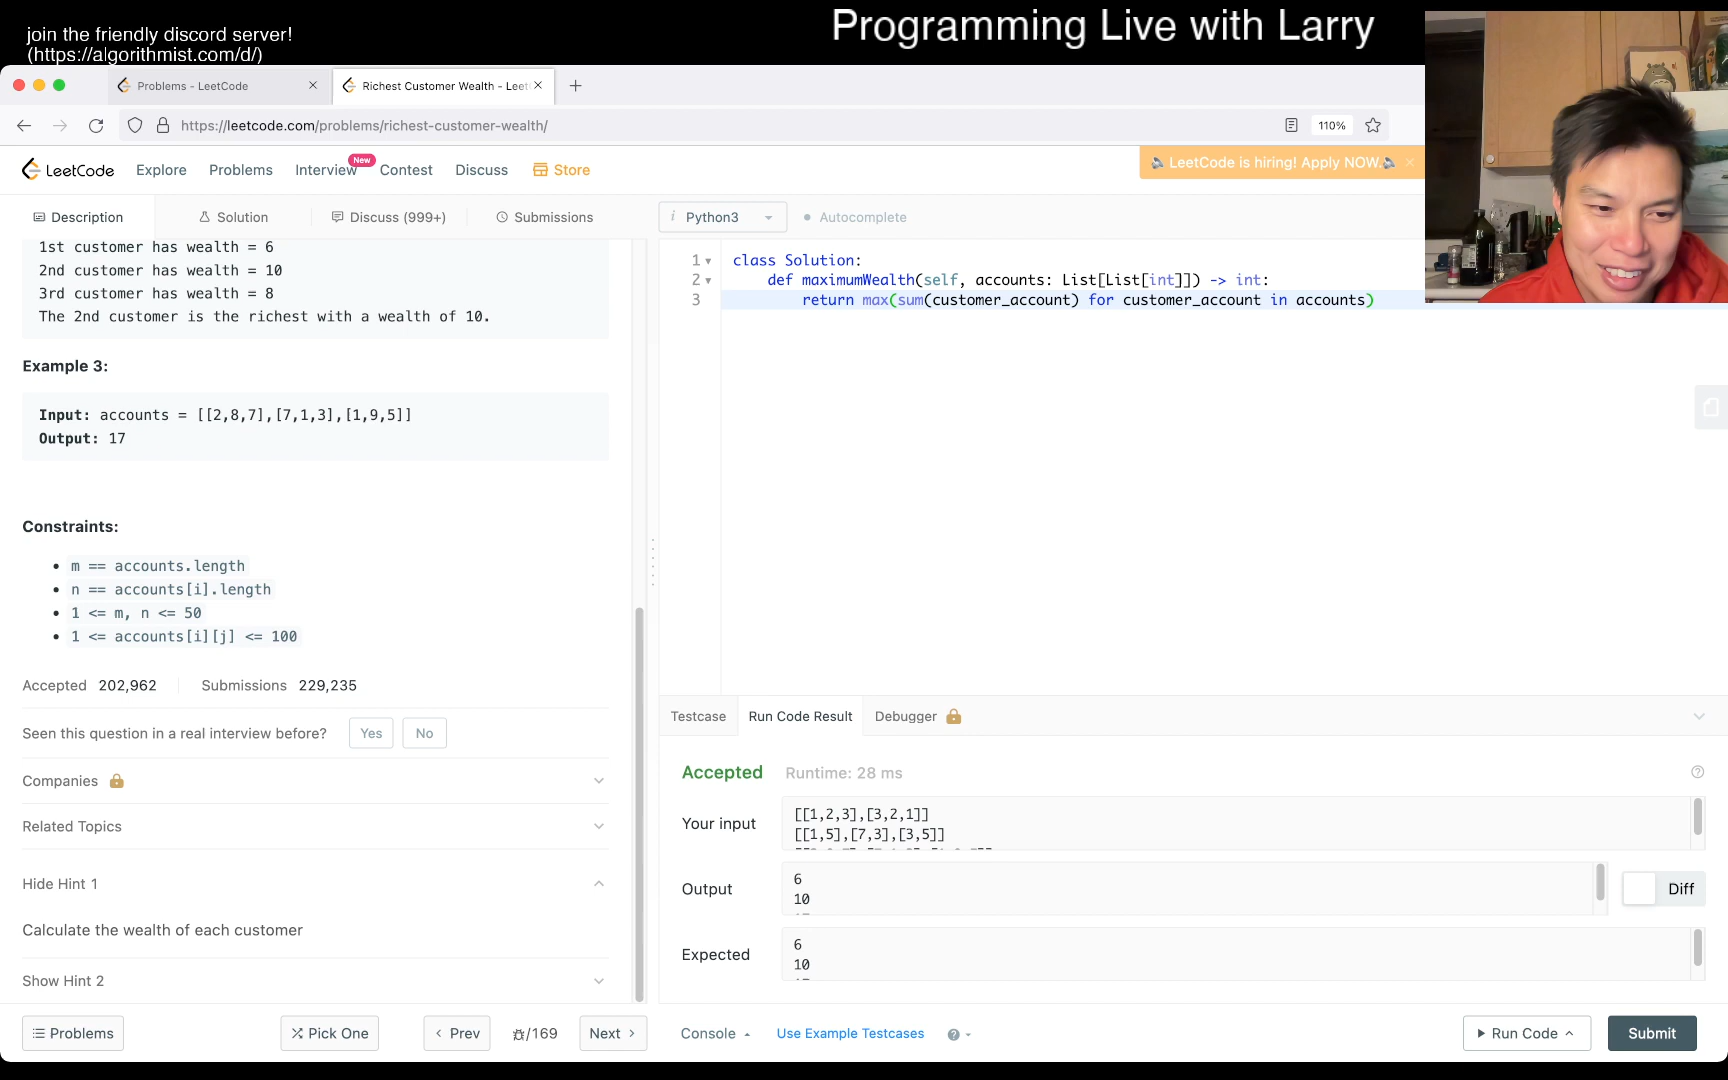 join the friendly discord server!
(https://algorithmist.com/d/)
Programming Live with Larry
Problems - LeetCode
Richest Customer Wealth - Leet
https://leetcode.com/problems/richest-customer-wealth/
110%
LeetCode
Explore
Problems
Interview
New
Contest
Discuss
Store
LeetCode is hiring! Apply NOW.
Description
Solution
Discuss (999+)
Submissions
i Python3
Autocomplete
1st customer has wealth = 6
2nd customer has wealth = 10
3rd customer has wealth = 8
The 2nd customer is the richest with a wealth of 10.
Example 3:
Input: accounts = [[2,8,7],[7,1,3],[1,9,5]]
Output: 17
Constraints:
m == accounts.length
n == accounts[i].length
1 <= m, n <= 50
1 <= accounts[i][j] <= 100
Accepted 202,962
Submissions 229,235
Seen this question in a real interview before?
Yes
No
Companies
Related Topics
Hide Hint 1
Calculate the wealth of each customer
Show Hint 2
Problems
Pick One
Prev
/169
Next
1 class Solution:
2 def maximumWealth(self, accounts: List[List[int]]) -> int:
3 return max(sum(customer_account) for customer_account in accounts)
Testcase
Run Code Result
Debugger
Accepted
Runtime: 28 ms
Your input
[[1,2,3],[3,2,1]]
[[1,5],[7,3],[3,5]]
Output
6
10
Diff
Expected
6
10
Console
Use Example Testcases
Run Code
Submit